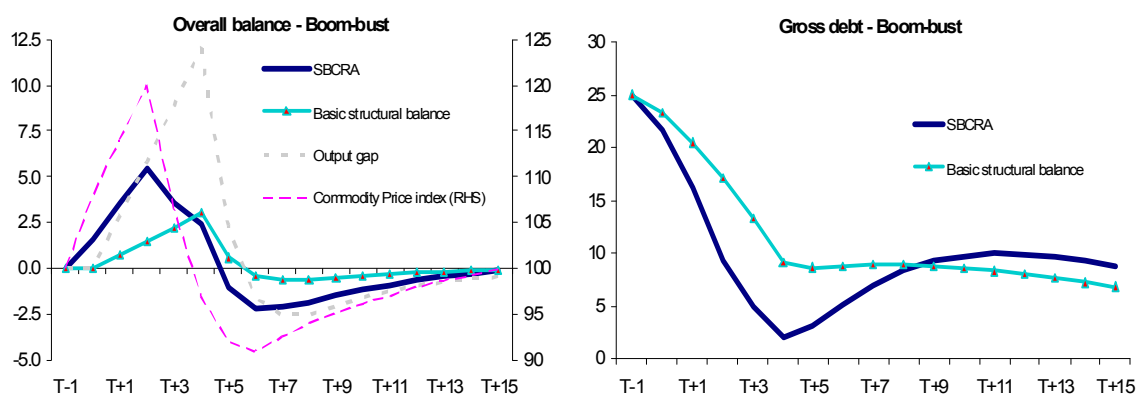 Overall balance - Boom-bust
12.5
10.0
7.5
5.0
2.5
0.0
-2.5
-5.0
125
120
115
110
105
100
95
90
SBCRA
Basic structural balance
Output gap
Commodity Price index (RHS)
T-1 T+1 T+3 T+5 T+7 T+9 T+11 T+13 T+15
Gross debt - Boom-bust
30
25
20
15
10
5
0
SBCRA
Basic structural balance
T-1 T+1 T+3 T+5 T+7 T+9 T+11 T+13 T+15